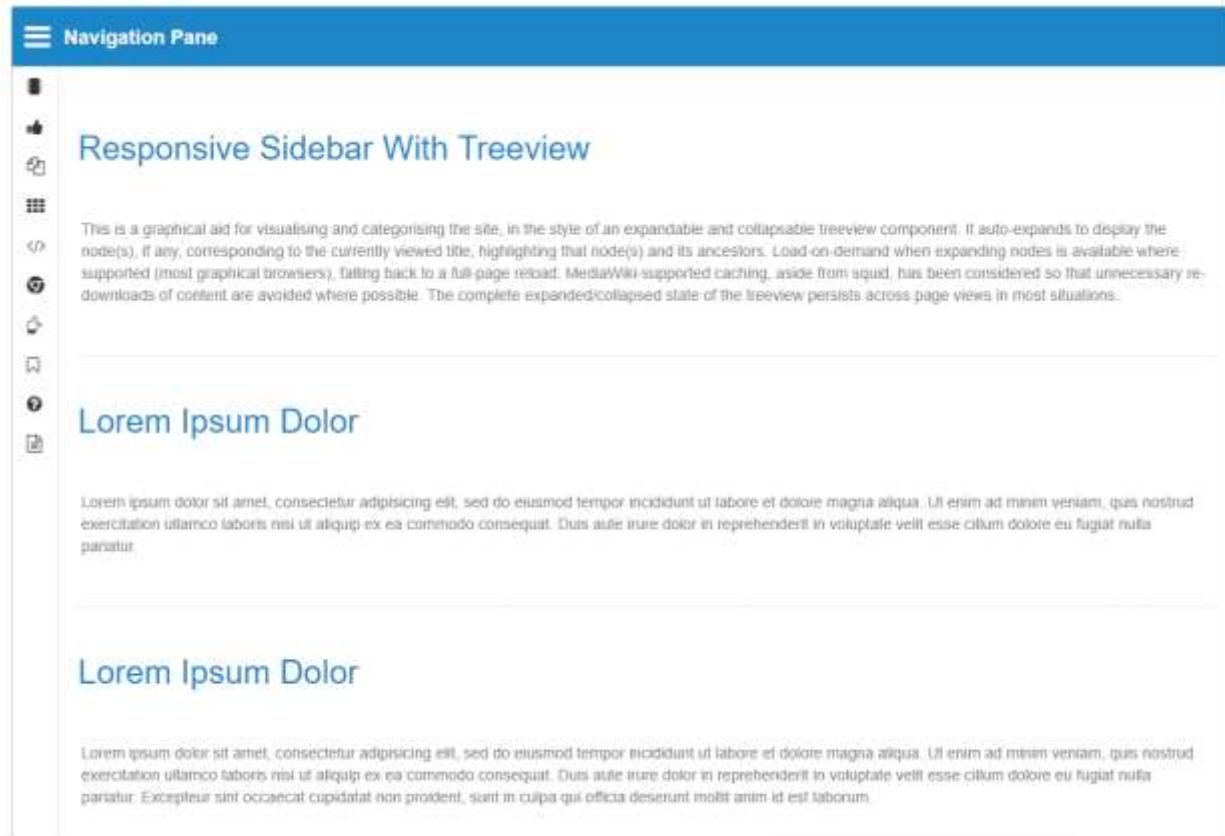 Navigation Pane
Responsive Sidebar With Treeview
This is a graphical aid for visualising and categorising the site, in the style of an expandable and collapsable treeview component. It auto-expands to display the
node(s), if any, corresponding to the currently viewed title, highlighting that node(s) and its ancestors. Load-on-demand when expanding nodes is available where
supported (most graphical browsers), falling back to a full-page reload. MediaWiki-supported caching, aside from squid, has been considered so that unnecessary re-
downloads of content are avoided where possible. The complete expanded/collapsed state of the treeview persists across page views in most situations.
Lorem Ipsum Dolor
Lorem ipsum dolor sit amet, consectetur adipisicing elit, sed do eiusmod tempor incididunt ut labore et dolore magna aliqua. Ut enim ad minim veniam, quis nostrud
exercitation ullamco laboris nisi ut aliquip ex ea commodo consequat. Duis aute irure dolor in reprehenderit in voluptate velit esse cillum dolore eu fugiat nulla
pariatur.
Lorem Ipsum Dolor
Lorem ipsum dolor sit amet, consectetur adipisicing elit, sed do eiusmod tempor incididunt ut labore et dolore magna aliqua. Ut enim ad minim veniam, quis nostrud
exercitation ullamco laboris nisi ut aliquip ex ea commodo consequat. Duis aute irure dolor in reprehenderit in voluptate velit esse cillum dolore eu fugiat nulla
pariatur. Excepteur sint occaecat cupidatat non proident, sunt in culpa qui officia deserunt mollit anim id est laborum.